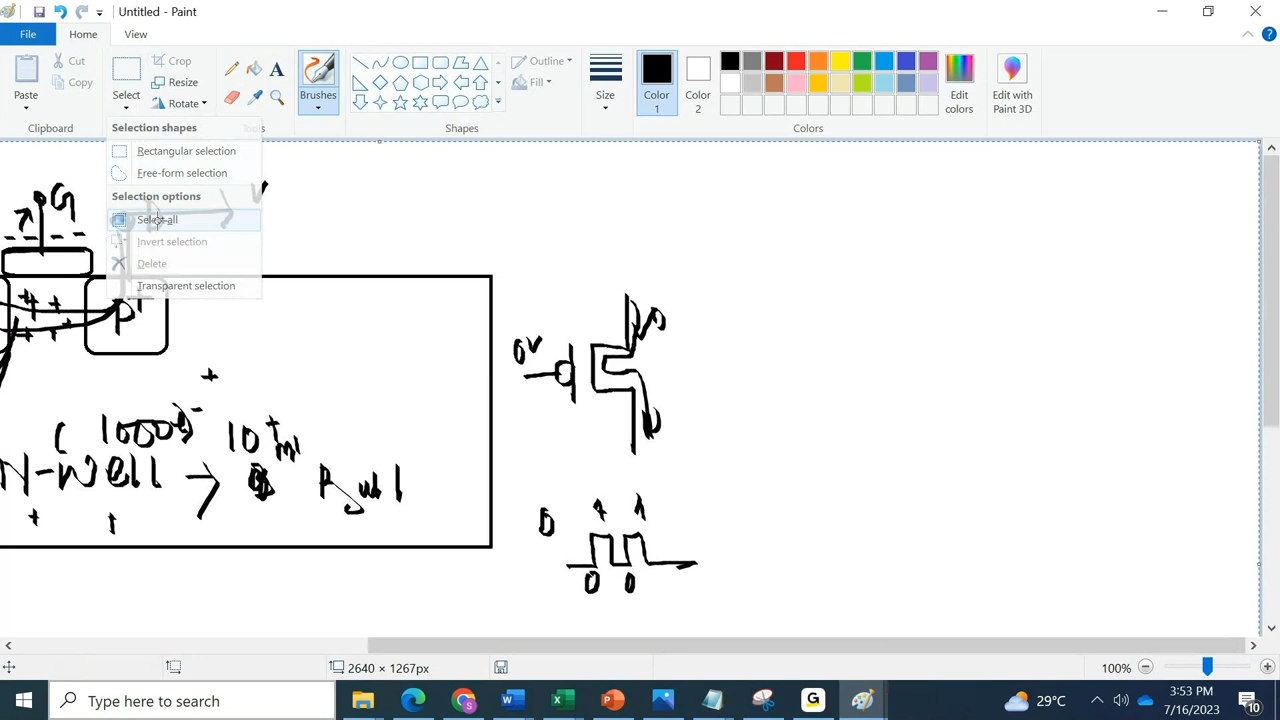 Untitled - Paint
File Home View
Paste
Cut
Copy
Clipboard
Select
Crop
Resize
Rotate
Tools
Brushes
Outline
Fill
Shapes
Size
Color 1
Color 2
Edit colors
Edit with Paint 3D
Colors
Selection shapes
Rectangular selection
Free-form selection
Selection options
Select all
Invert selection
Delete
Transparent selection
G
V
P+
0V
N-Well
0
0 0
2640 × 1267px
100%
Type here to search
29°C
3:53 PM
7/16/2023
10